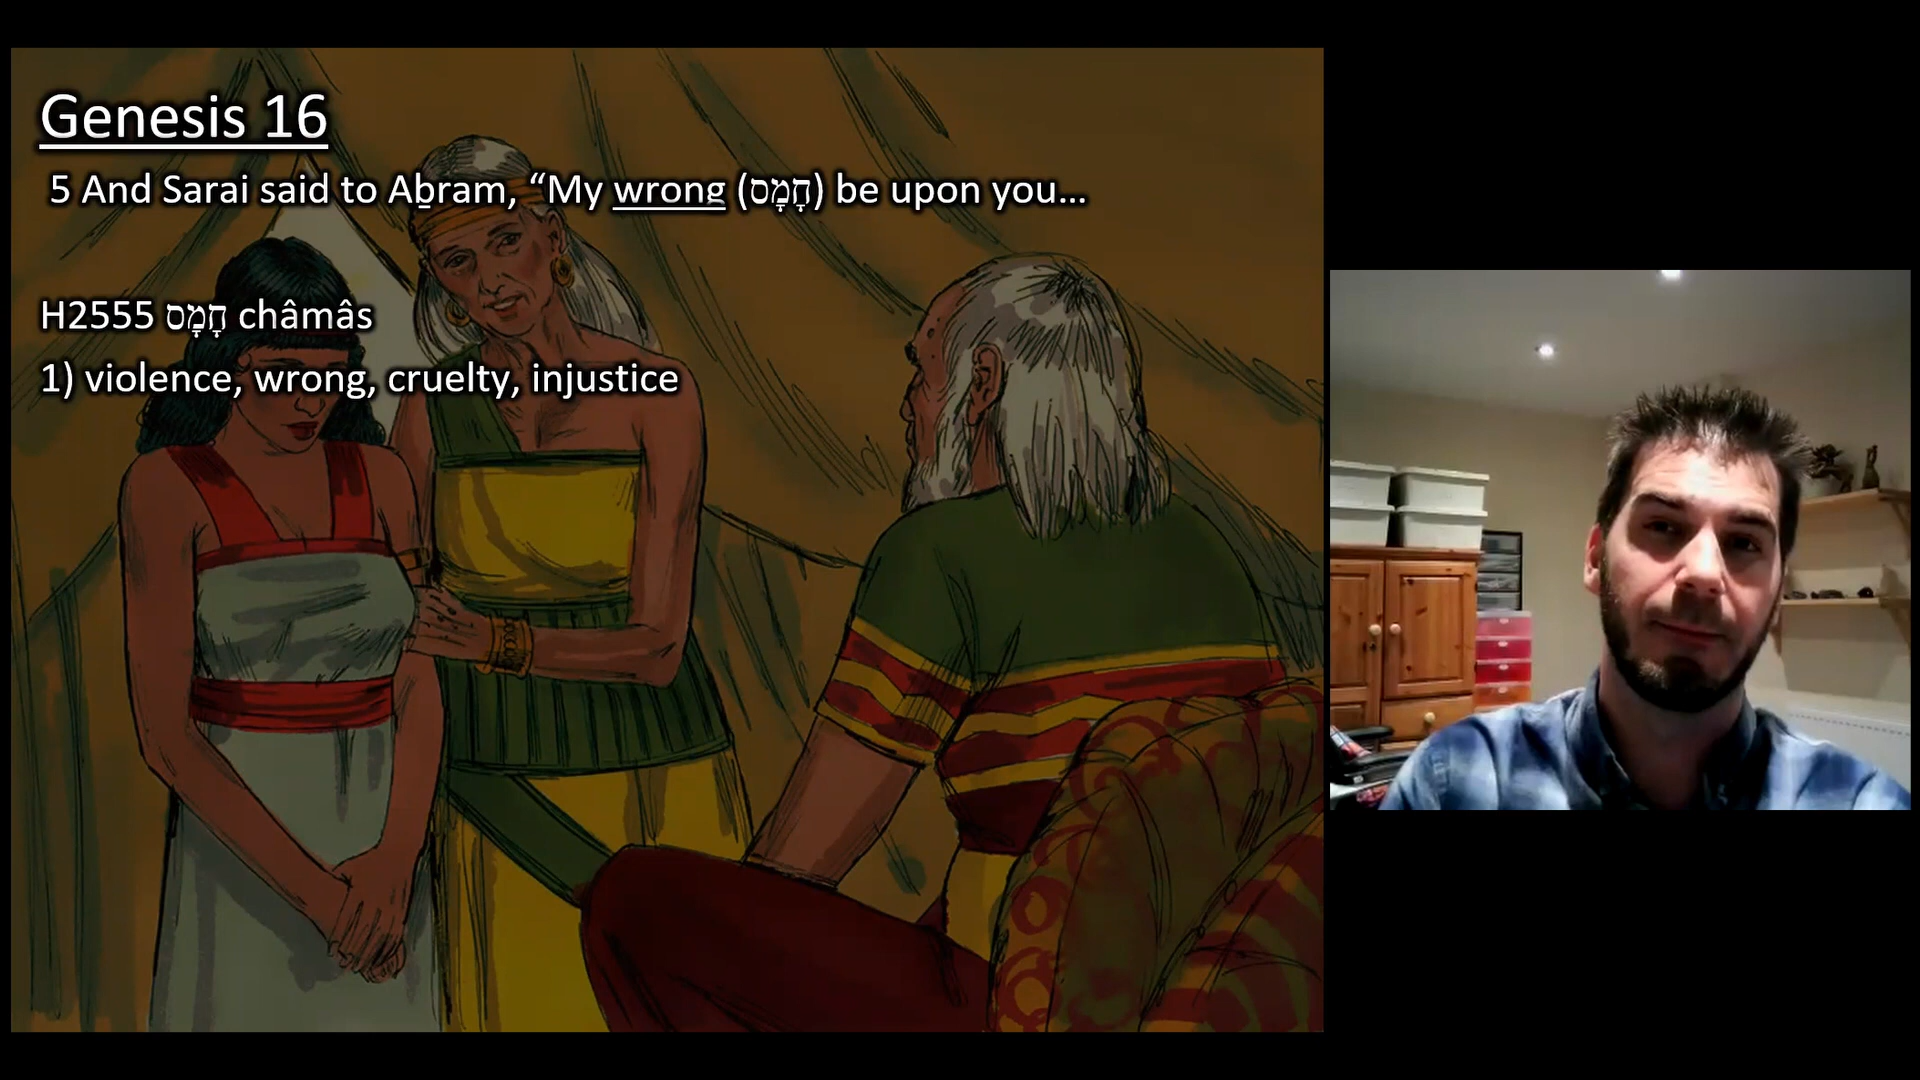 Genesis 16
5 And Sarai said to Aḇram, “My wrong (חָמָס) be upon you...
H2555 חָמָס châmâs
1) violence, wrong, cruelty, injustice